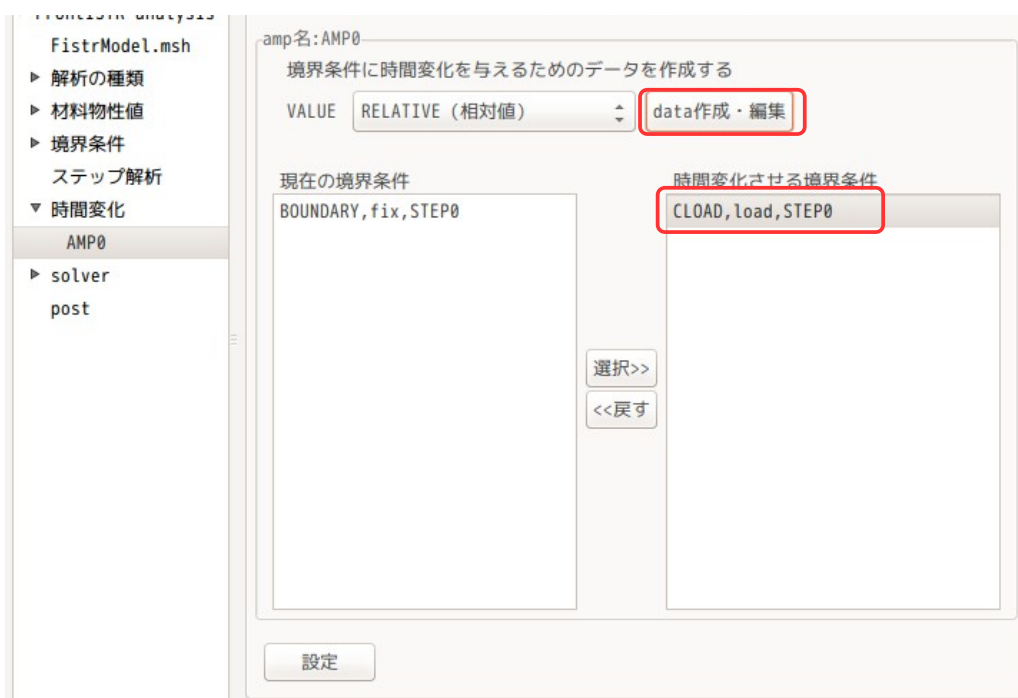 FistrModel.msh
解析の種類
材料物性値
境界条件
ステップ解析
時間変化
AMP0
solver
post
amp名:AMP0
境界条件に時間変化を与えるためのデータを作成する
VALUE RELATIVE (相対値) data作成・編集
現在の境界条件
BOUNDARY,fix,STEP0
選択>>
<<戻す
時間変化させる境界条件
CLOAD,load,STEP0
設定